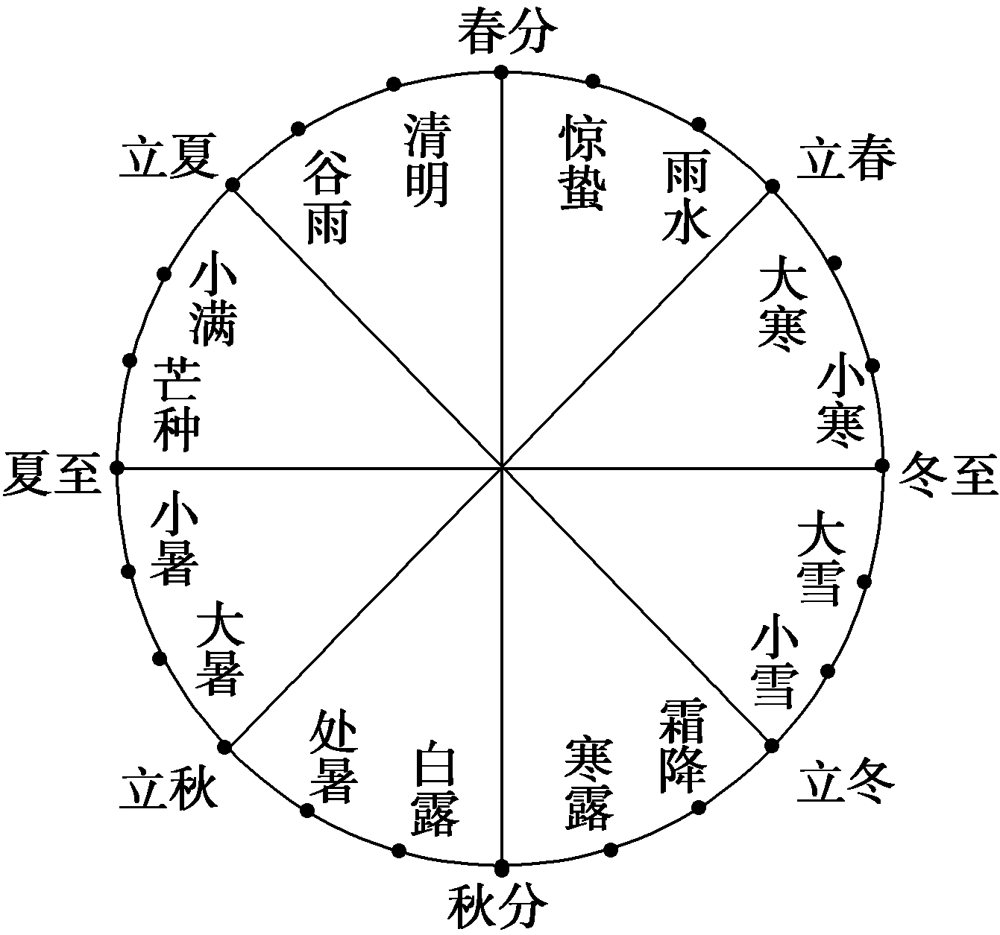 春分
清明
惊蛰
立夏
谷雨
雨水
立春
小满
大寒
芒种
小寒
夏至
冬至
小暑
大雪
大暑
小雪
处暑
白露
寒露
霜降
立秋
立冬
秋分